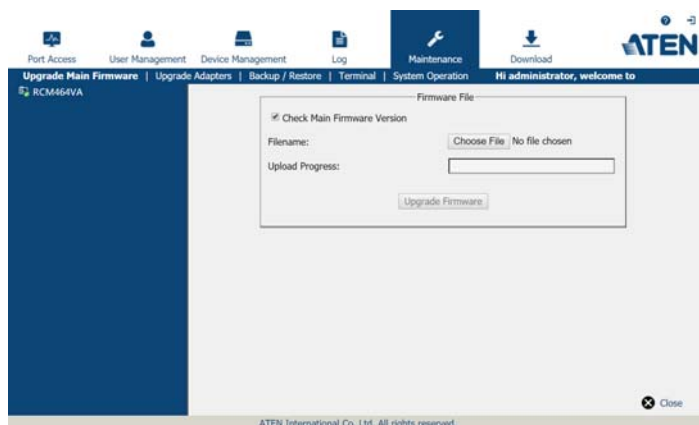 Port Access User Management Device Management Log Maintenance Download ATEN
Upgrade Main Firmware | Upgrade Adapters | Backup / Restore | Terminal | System Operation Hi administrator, welcome to
RCM464VA
Firmware File
Check Main Firmware Version
Filename: Choose File No file chosen
Upload Progress:
Upgrade Firmware
Close
ATEN International Co. Ltd. All rights reserved.